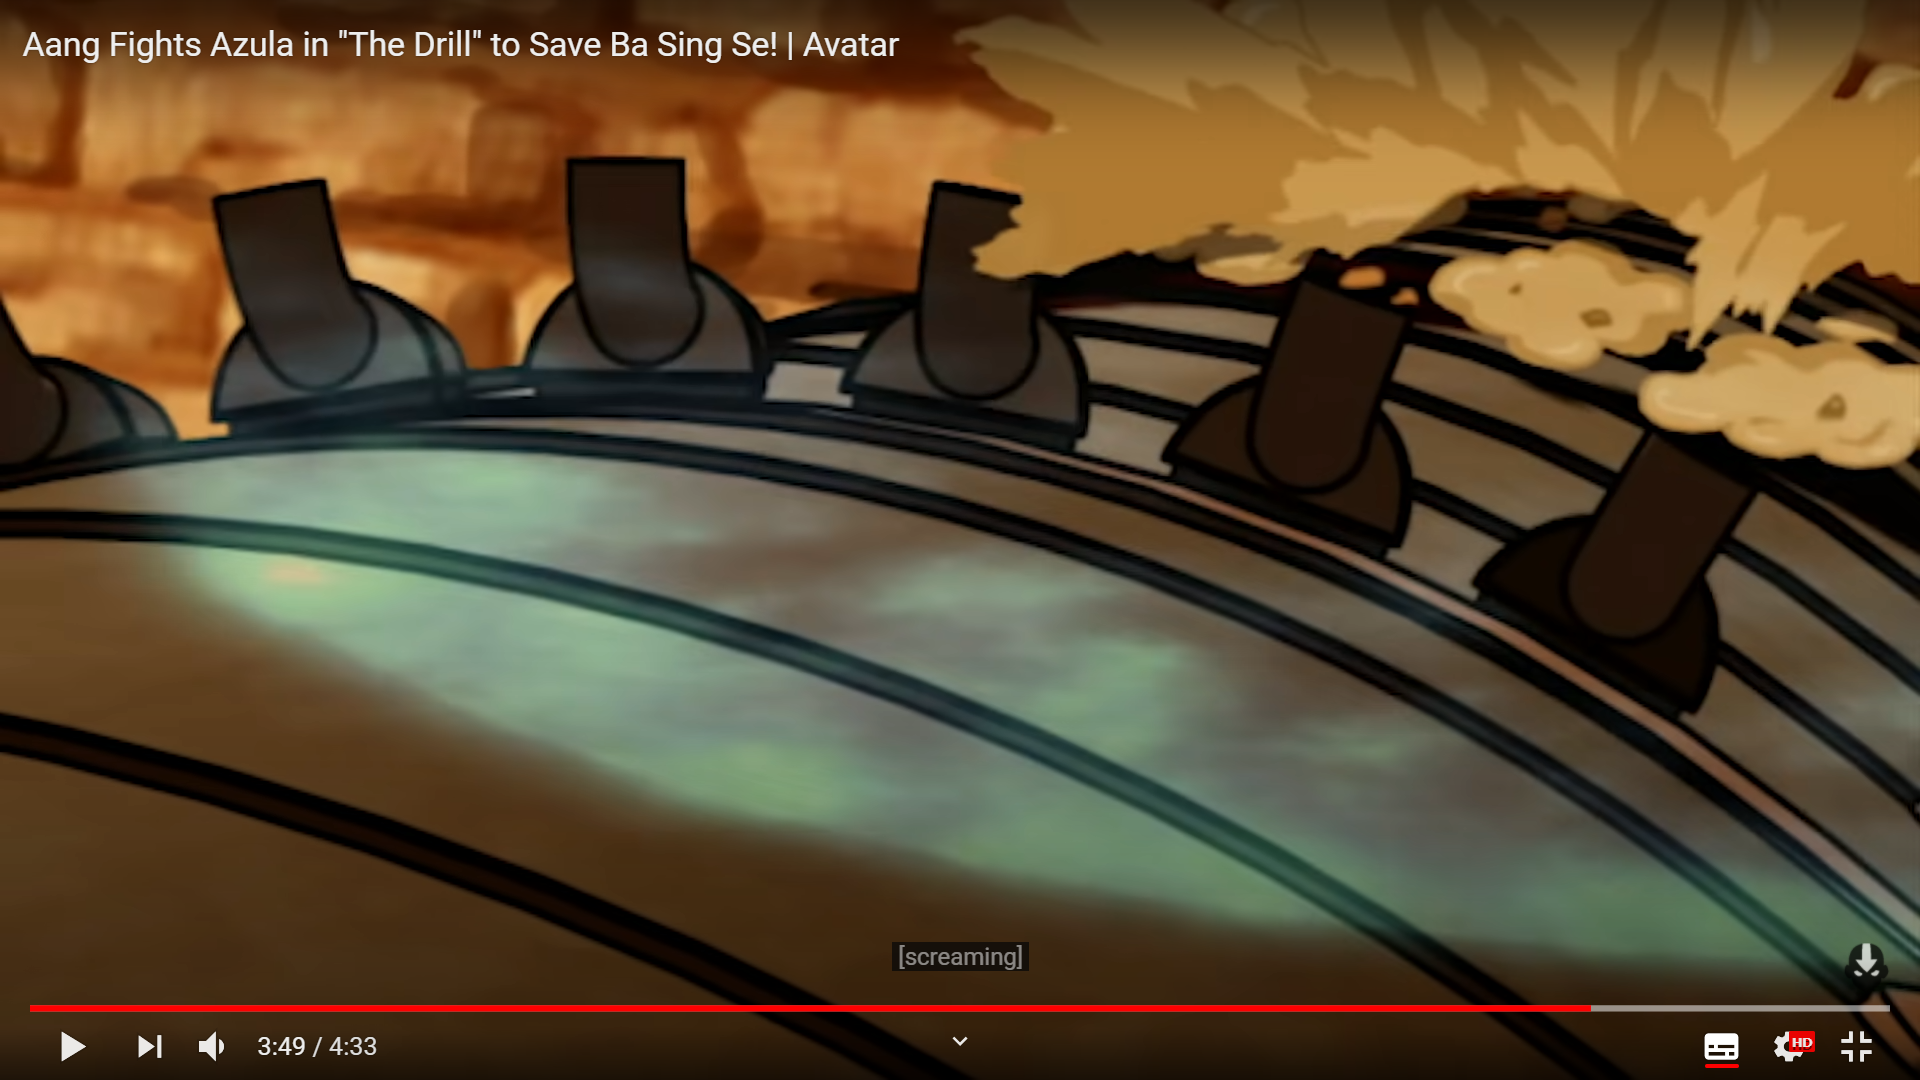 Aang Fights Azula in "The Drill" to Save Ba Sing Se! | Avatar
[screaming]
3:49 / 4:33
HD